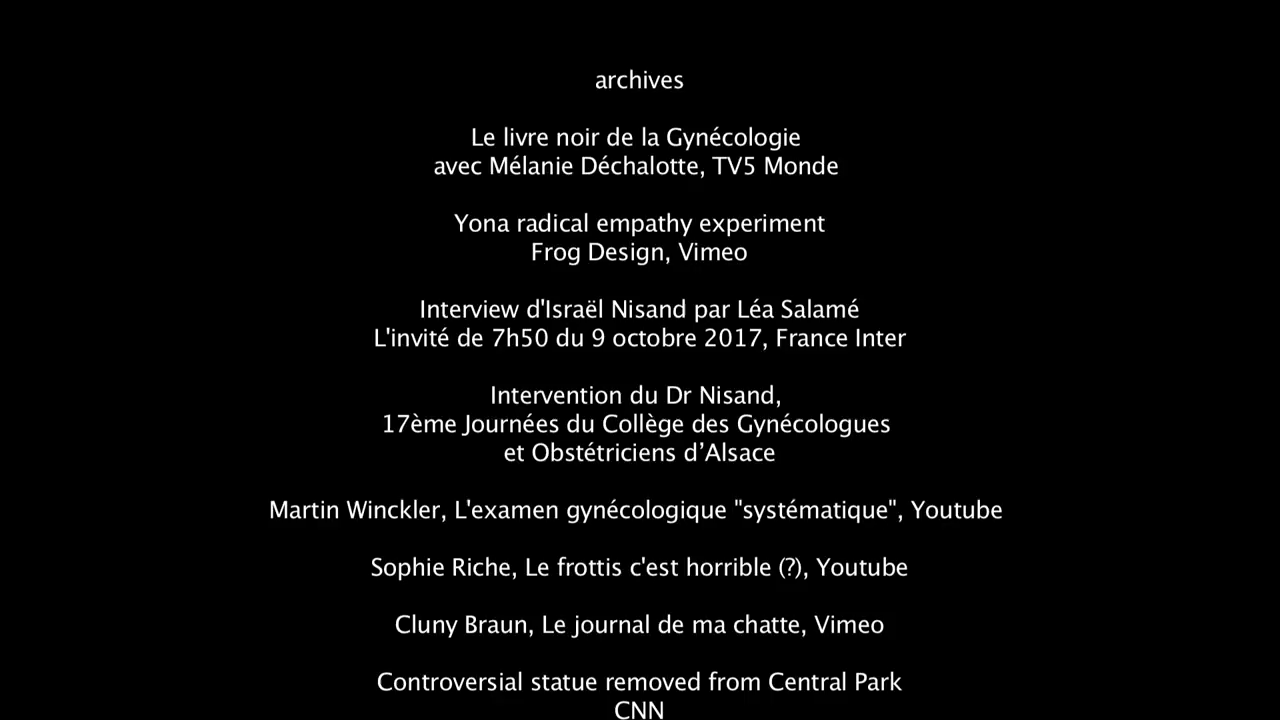 archives
Le livre noir de la Gynécologie
avec Mélanie Déchalotte, TV5 Monde
Yona radical empathy experiment
Frog Design, Vimeo
Interview d'Israël Nisand par Léa Salamé
L'invité de 7h50 du 9 octobre 2017, France Inter
Intervention du Dr Nisand,
17ème Journées du Collège des Gynécologues
et Obstétriciens d’Alsace
Martin Winckler, L'examen gynécologique "systématique", Youtube
Sophie Riche, Le frottis c'est horrible (?), Youtube
Cluny Braun, Le journal de ma chatte, Vimeo
Controversial statue removed from Central Park
CNN